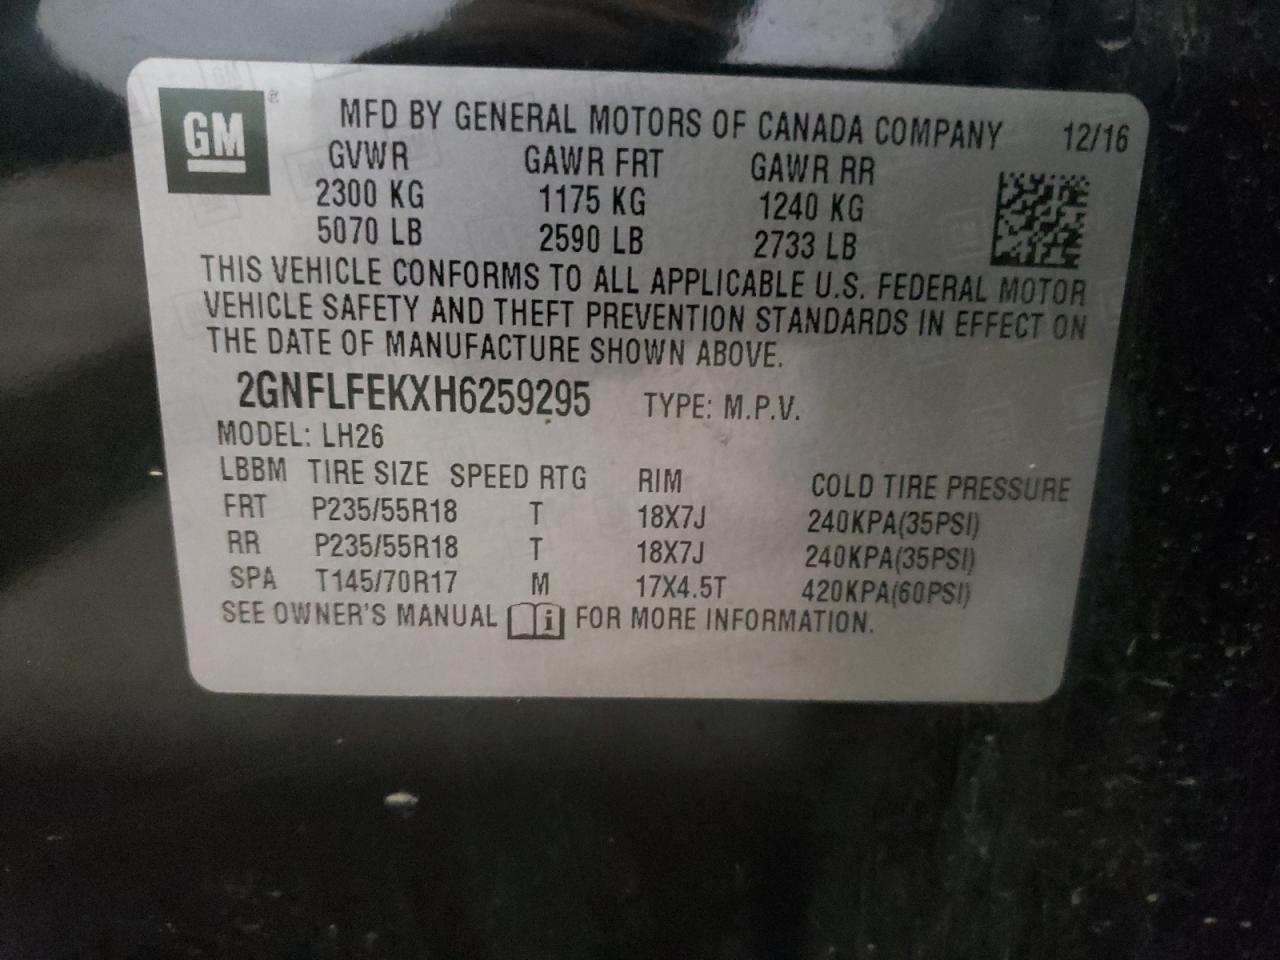 GM ®
MFD BY GENERAL MOTORS OF CANADA COMPANY 12/16
GVWR GAWR FRT GAWR RR
2300 KG 1175 KG 1240 KG
5070 LB 2590 LB 2733 LB
THIS VEHICLE CONFORMS TO ALL APPLICABLE U.S. FEDERAL MOTOR
VEHICLE SAFETY AND THEFT PREVENTION STANDARDS IN EFFECT ON
THE DATE OF MANUFACTURE SHOWN ABOVE.
2GNFLFEKXH6259295 TYPE: M.P.V.
MODEL: LH26
LBBM TIRE SIZE SPEED RTG RIM COLD TIRE PRESSURE
FRT P235/55R18 T 18X7J 240KPA(35PSI)
RR P235/55R18 T 18X7J 240KPA(35PSI)
SPA T145/70R17 M 17X4.5T 420KPA(60PSI)
SEE OWNER'S MANUAL i FOR MORE INFORMATION.